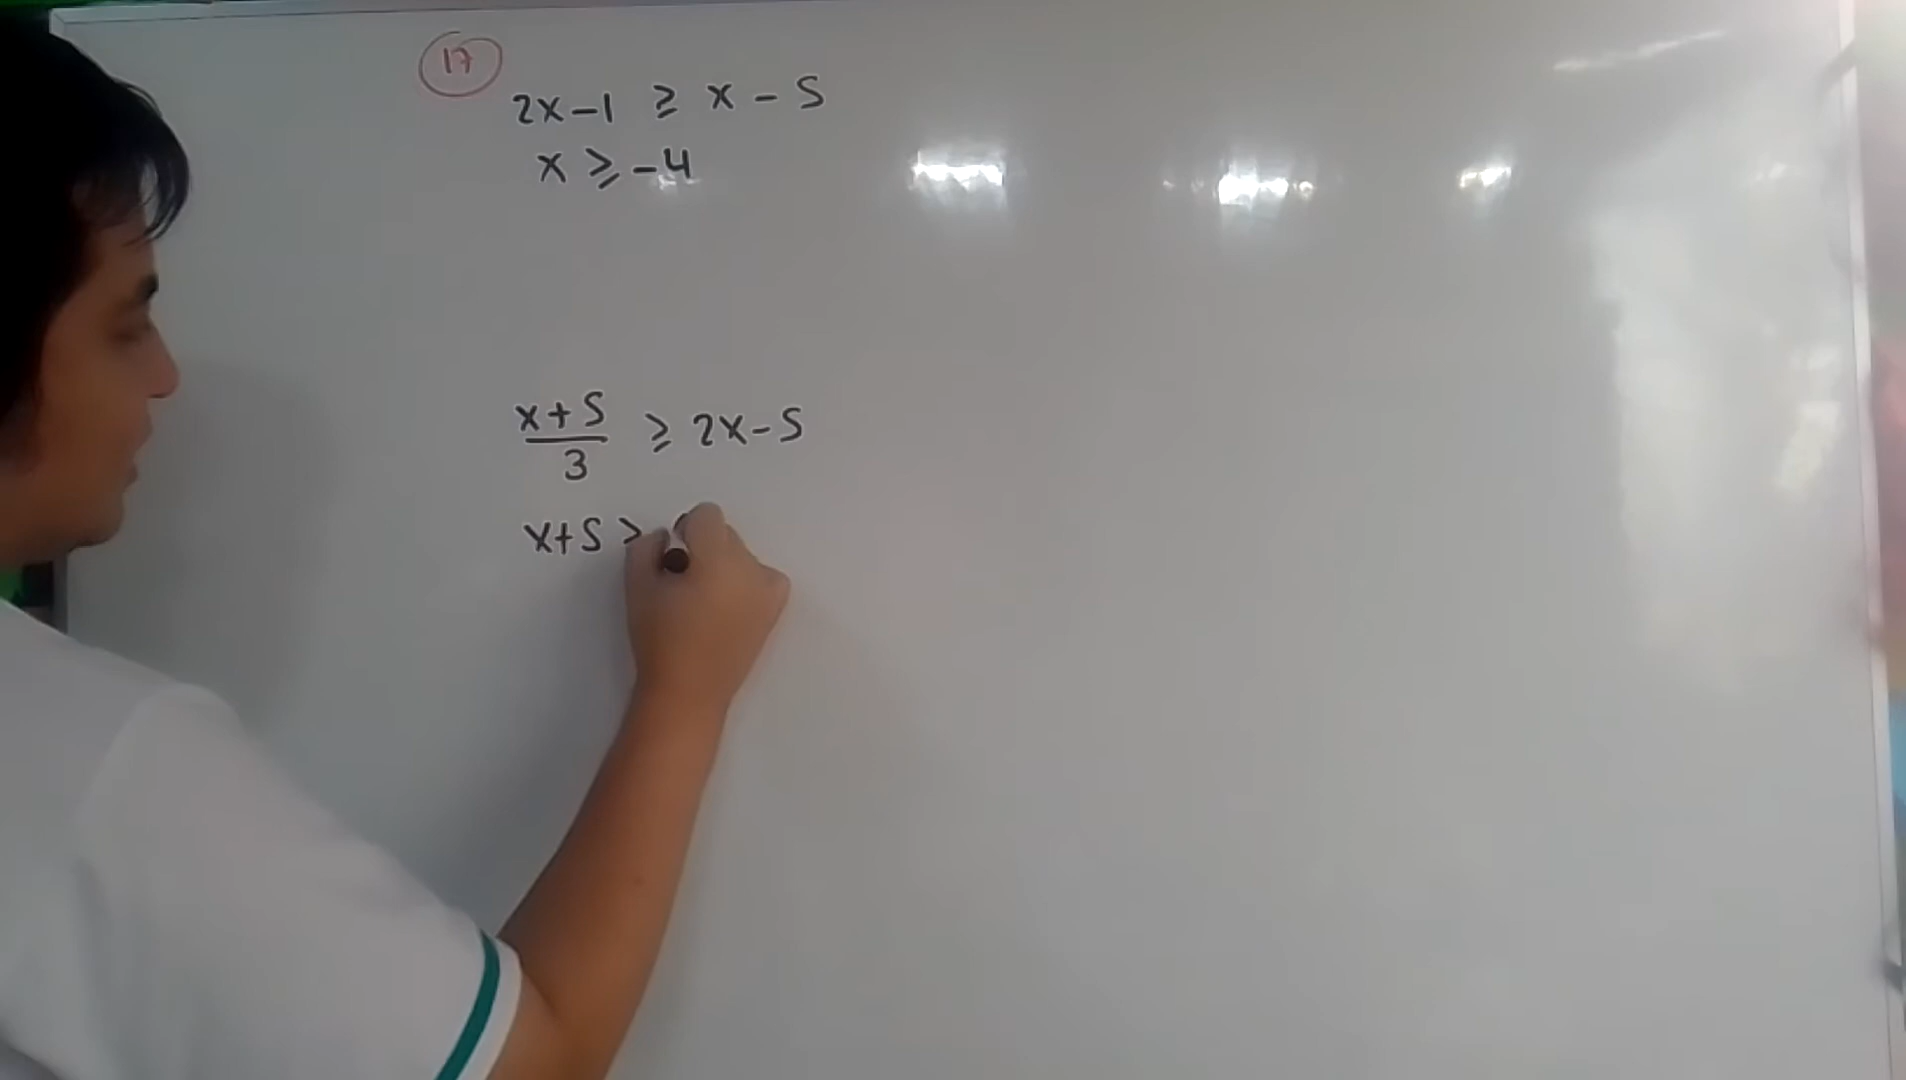 17
2x-1 ≥ x-5
x ≥ -4
x+5
3
≥ 2x-5
x+5 >